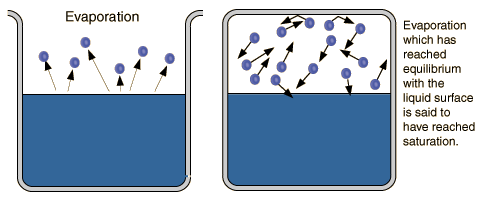 Evaporation
Evaporation
which has
reached
equilibrium
with the
liquid surface
is said to
have reached
saturation.